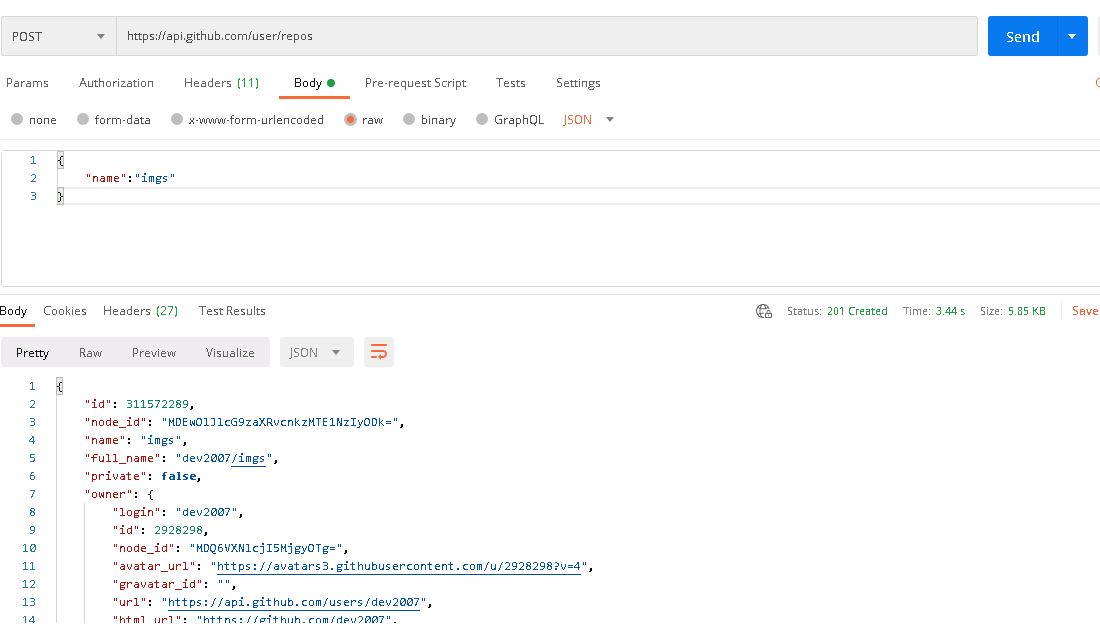 POST https://api.github.com/user/repos Send
Params Authorization Headers (11) Body Pre-request Script Tests Settings
none form-data x-www-form-urlencoded raw binary GraphQL JSON
1 {
2 "name":"imgs"
3 }
Body Cookies Headers (27) Test Results Status: 201 Created Time: 3.44 s Size: 5.85 KB Save
Pretty Raw Preview Visualize JSON
1 {
2 "id": 311572289,
3 "node_id": "MDEwOlJlcG9zaXRvcnkzMTE1NzIyODk=",
4 "name": "imgs",
5 "full_name": "dev2007/imgs",
6 "private": false,
7 "owner": {
8 "login": "dev2007",
9 "id": 2928298,
10 "node_id": "MDQ6VXNlcjI5MjgyOTg=",
11 "avatar_url": "https://avatars3.githubusercontent.com/u/2928298?v=4",
12 "gravatar_id": "",
13 "url": "https://api.github.com/users/dev2007",
14 "html_url": "https://github.com/dev2007",